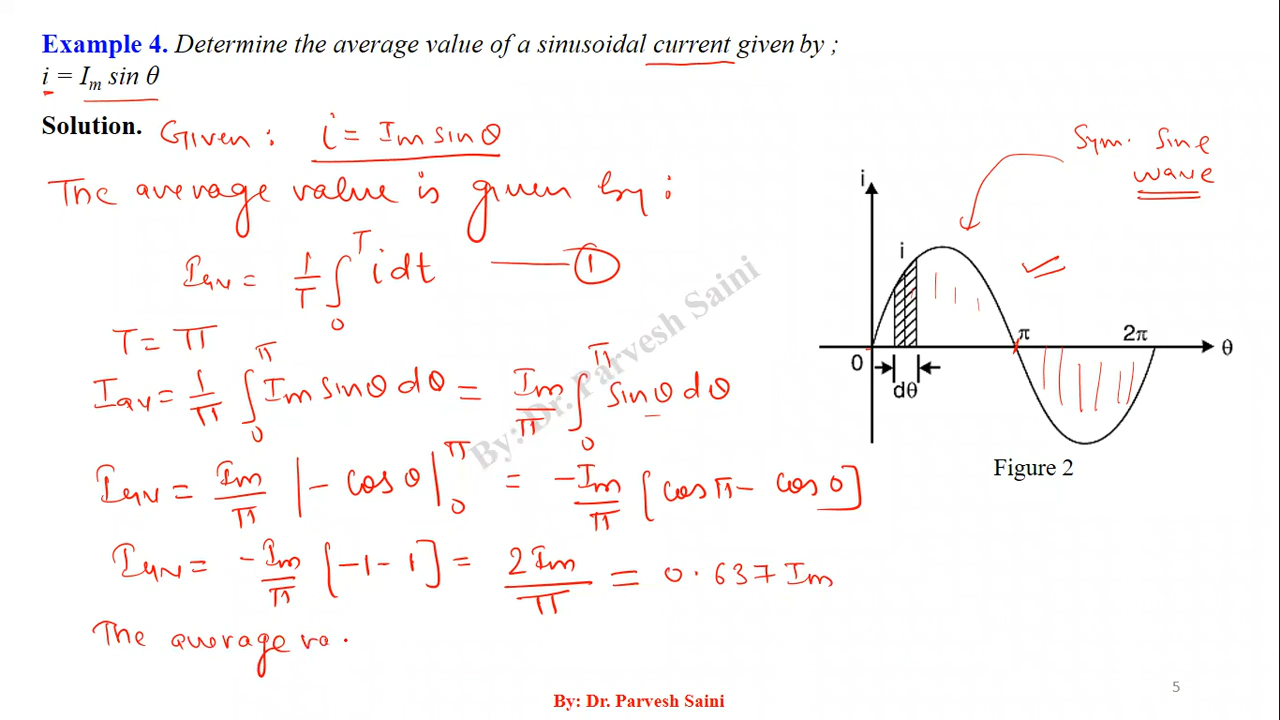 Example 4. Determine the average value of a sinusoidal current given by ;
i = Im sin θ
Solution. Given : i = Im sin θ
The average value is given by :
Iav = 1/T ∫₀ᵀ i dt —— ①
T = π
Iav = 1/π ∫₀^π Im sin θ dθ = Im/π ∫₀^π sin θ dθ
Iav = Im/π |- cos θ|₀^π = -Im/π [cos π - cos 0]
Iav = -Im/π [-1 - 1] = 2Im/π = 0.637 Im
The average va
Sym. Sine
wave
i
i
0
π
2π
θ
dθ
Figure 2
By: Dr. Parvesh Saini
5
By: Dr. Parvesh Saini